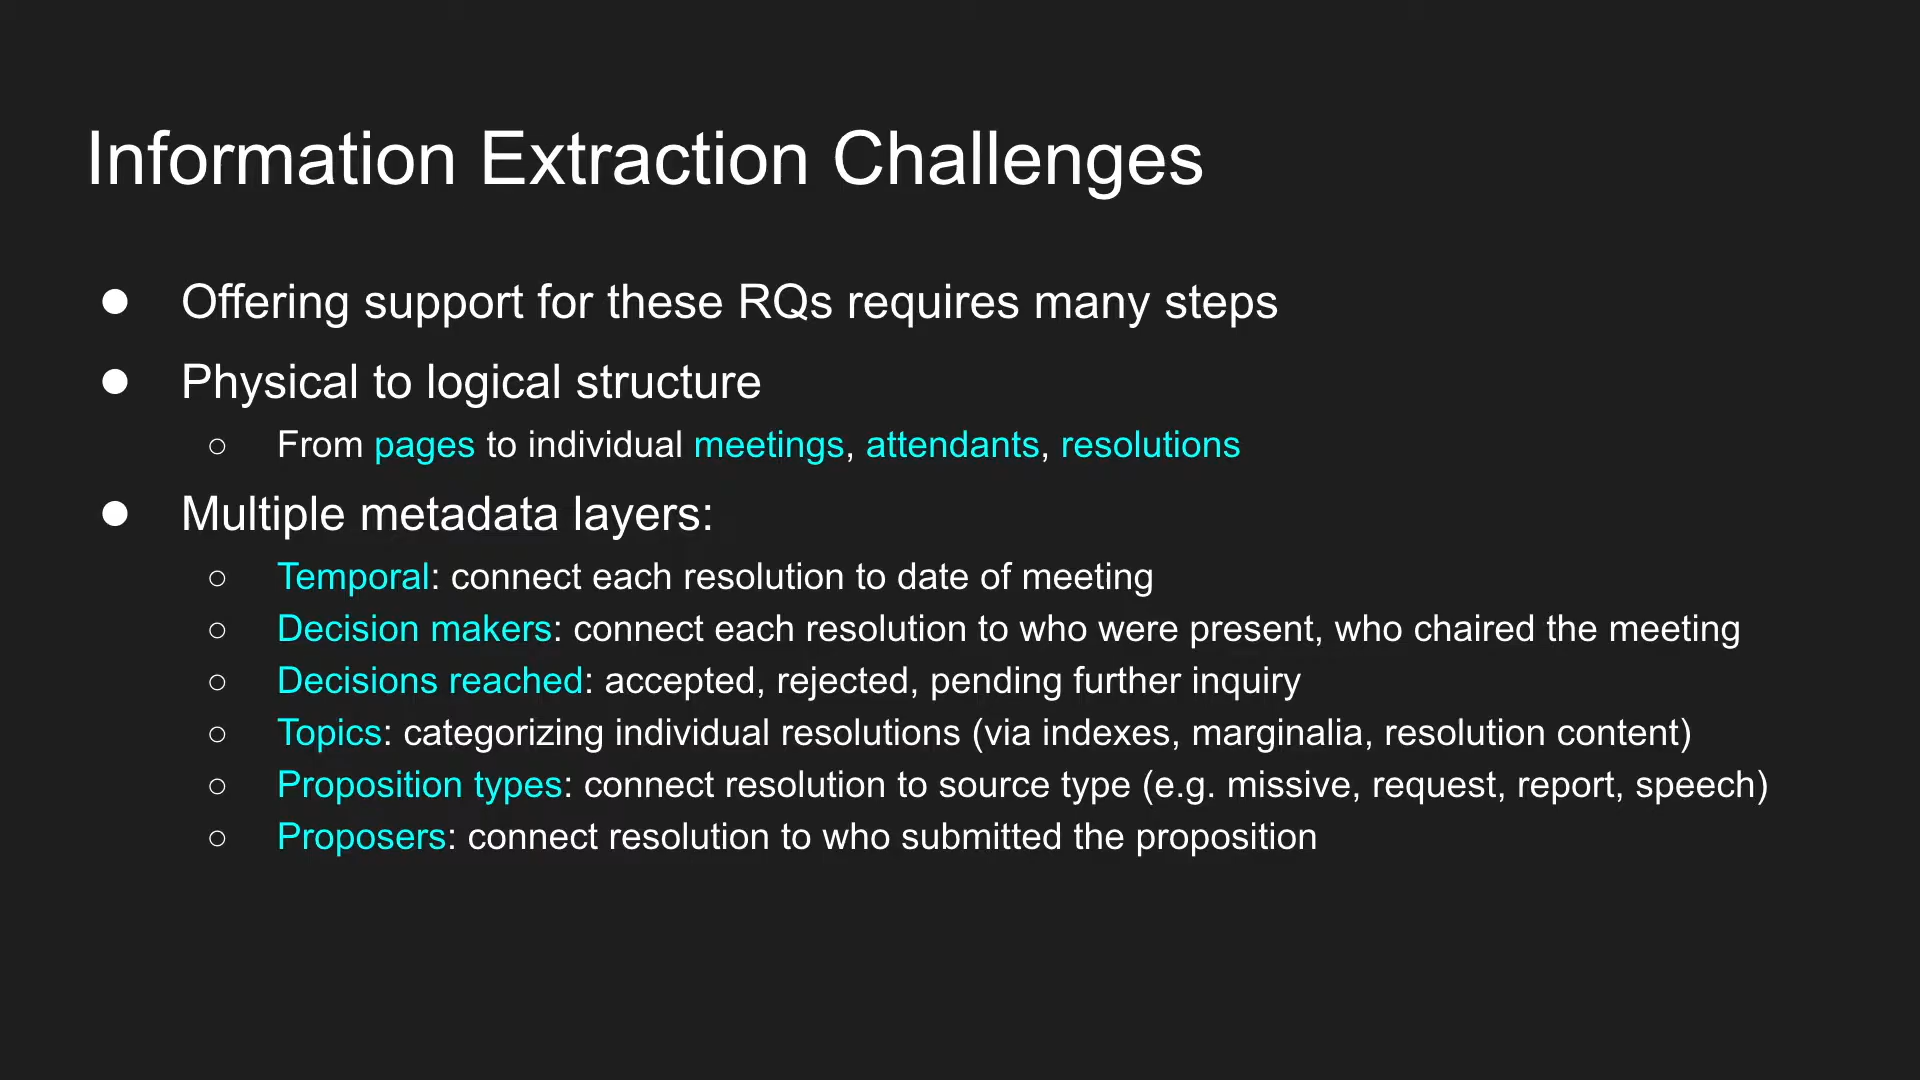 Information Extraction Challenges
● Offering support for these RQs requires many steps
● Physical to logical structure
○ From pages to individual meetings, attendants, resolutions
● Multiple metadata layers:
○ Temporal: connect each resolution to date of meeting
○ Decision makers: connect each resolution to who were present, who chaired the meeting
○ Decisions reached: accepted, rejected, pending further inquiry
○ Topics: categorizing individual resolutions (via indexes, marginalia, resolution content)
○ Proposition types: connect resolution to source type (e.g. missive, request, report, speech)
○ Proposers: connect resolution to who submitted the proposition